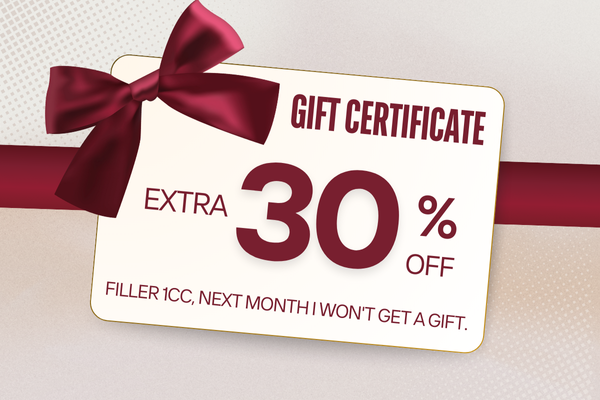 GIFT CERTIFICATE
EXTRA 30 % OFF
FILLER 1CC, NEXT MONTH I WON'T GET A GIFT.